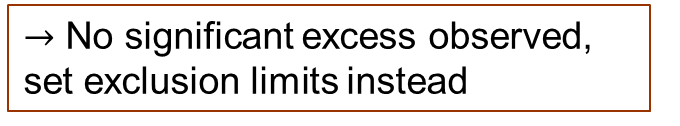 → No significant excess observed,
set exclusion limits instead